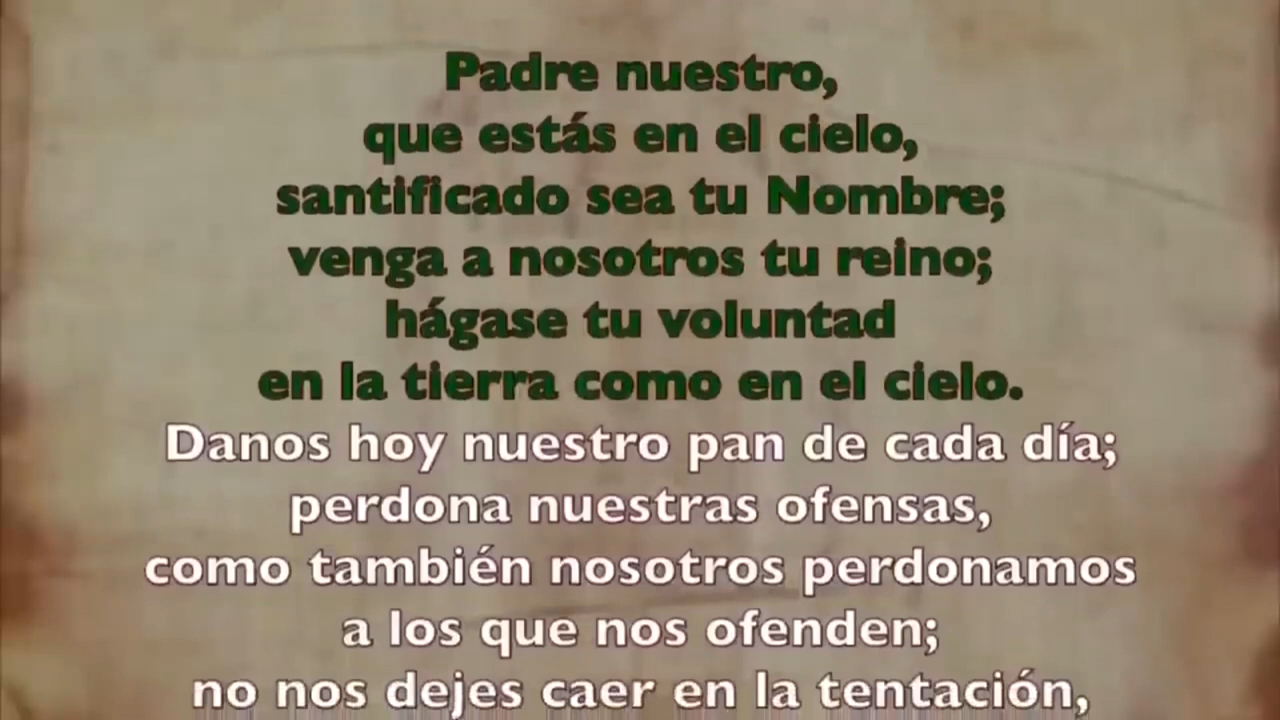 Padre nuestro,
que estás en el cielo,
santificado sea tu Nombre;
venga a nosotros tu reino;
hágase tu voluntad
en la tierra como en el cielo.
Danos hoy nuestro pan de cada día;
perdona nuestras ofensas,
como también nosotros perdonamos
a los que nos ofenden;
no nos dejes caer en la tentación,